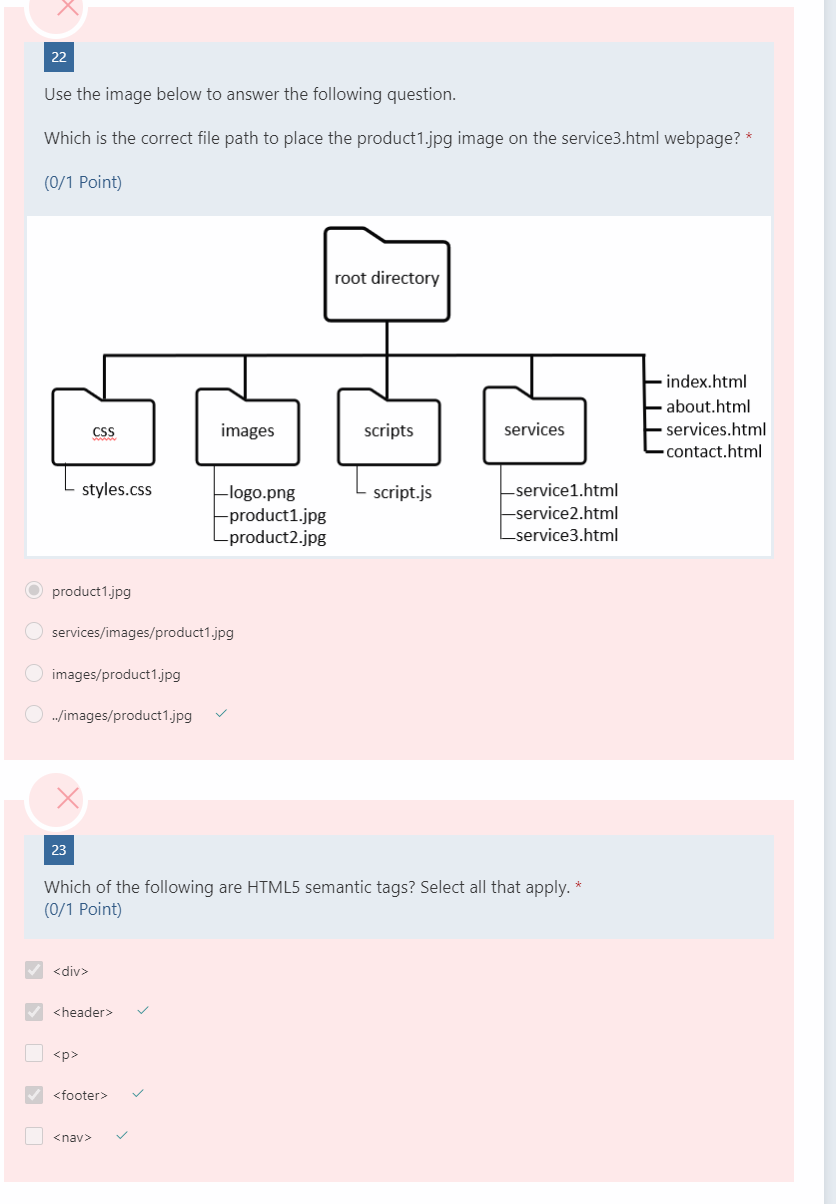 22
Use the image below to answer the following question.
Which is the correct file path to place the product1.jpg image on the service3.html webpage? *
(0/1 Point)
root directory
css
images
scripts
services
index.html
about.html
services.html
contact.html
styles.css
logo.png
product1.jpg
product2.jpg
script.js
service1.html
service2.html
service3.html
product1.jpg
services/images/product1.jpg
images/product1.jpg
../images/product1.jpg
23
Which of the following are HTML5 semantic tags? Select all that apply. *
(0/1 Point)
<div>
<header>
<p>
<footer>
<nav>